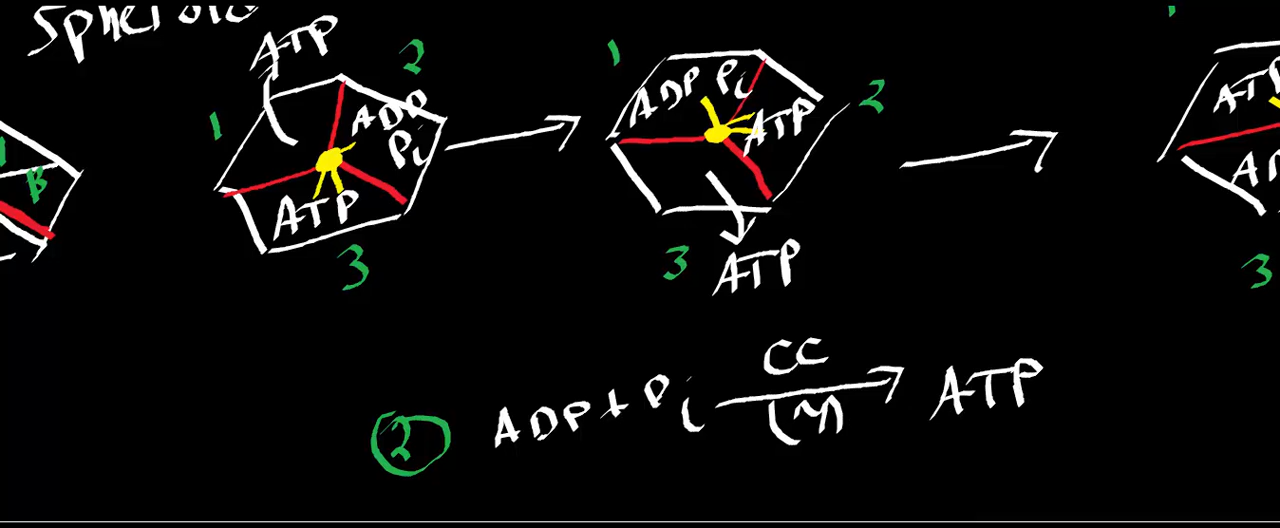 ATP
2
1
ADP
Pi
ATP
3
1
2
ADP Pi
ATP
3
ATP
ATP
3
B
CC
2 ADP + Pi → ATP
(γ)